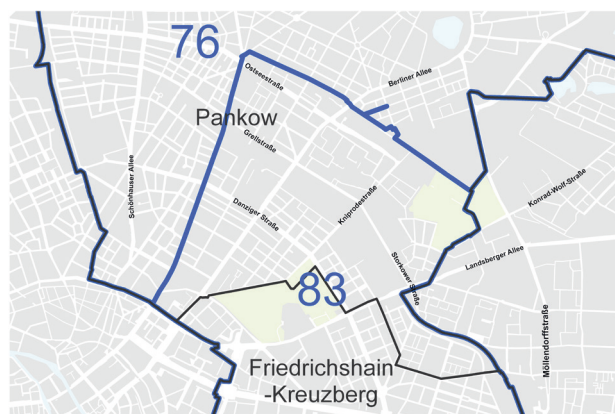 76
Ostseestraße
Berliner Allee
Pankow
Grellstraße
Schönhauser Allee
Kniprodestraße
Konrad-Wolf-Straße
Danziger Straße
Storkower Straße
Landsberger Allee
83
Möllendorffstraße
Friedrichshain
-Kreuzberg